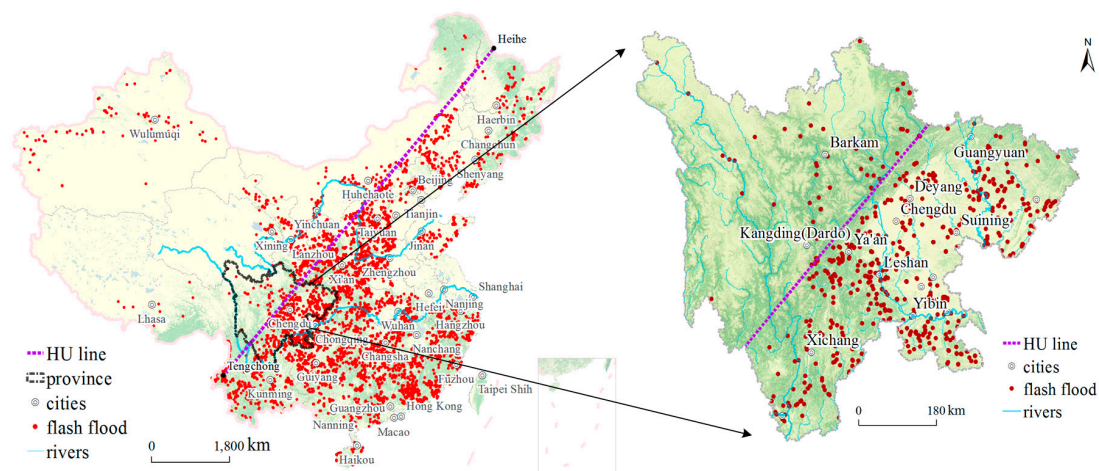 Heihe
Wulumuqi
Haerbin
Changchun
Shenyang
Beijing
Huhehaote
Tianjin
Yinchuan
Taiyuan
Xining
Jinan
Lanzhou
Zhengzhou
Xi'an
Shanghai
Hefei
Nanjing
Lhasa
Chengdu
Wuhan
Hangzhou
Chongqing
Nanchang
Changsha
Tengchong
Guiyang
Fuzhou
Kunming
Taipei Shih
Guangzhou
Hong Kong
Nanning
Macao
Haikou
HU line
province
cities
flash flood
rivers
0 1,800 km
N
Barkam
Guangyuan
Deyang
Chengdu
Suining
Kangding(Dardo)
Ya'an
Leshan
Yibin
Xichang
HU line
cities
flash flood
rivers
0 180 km